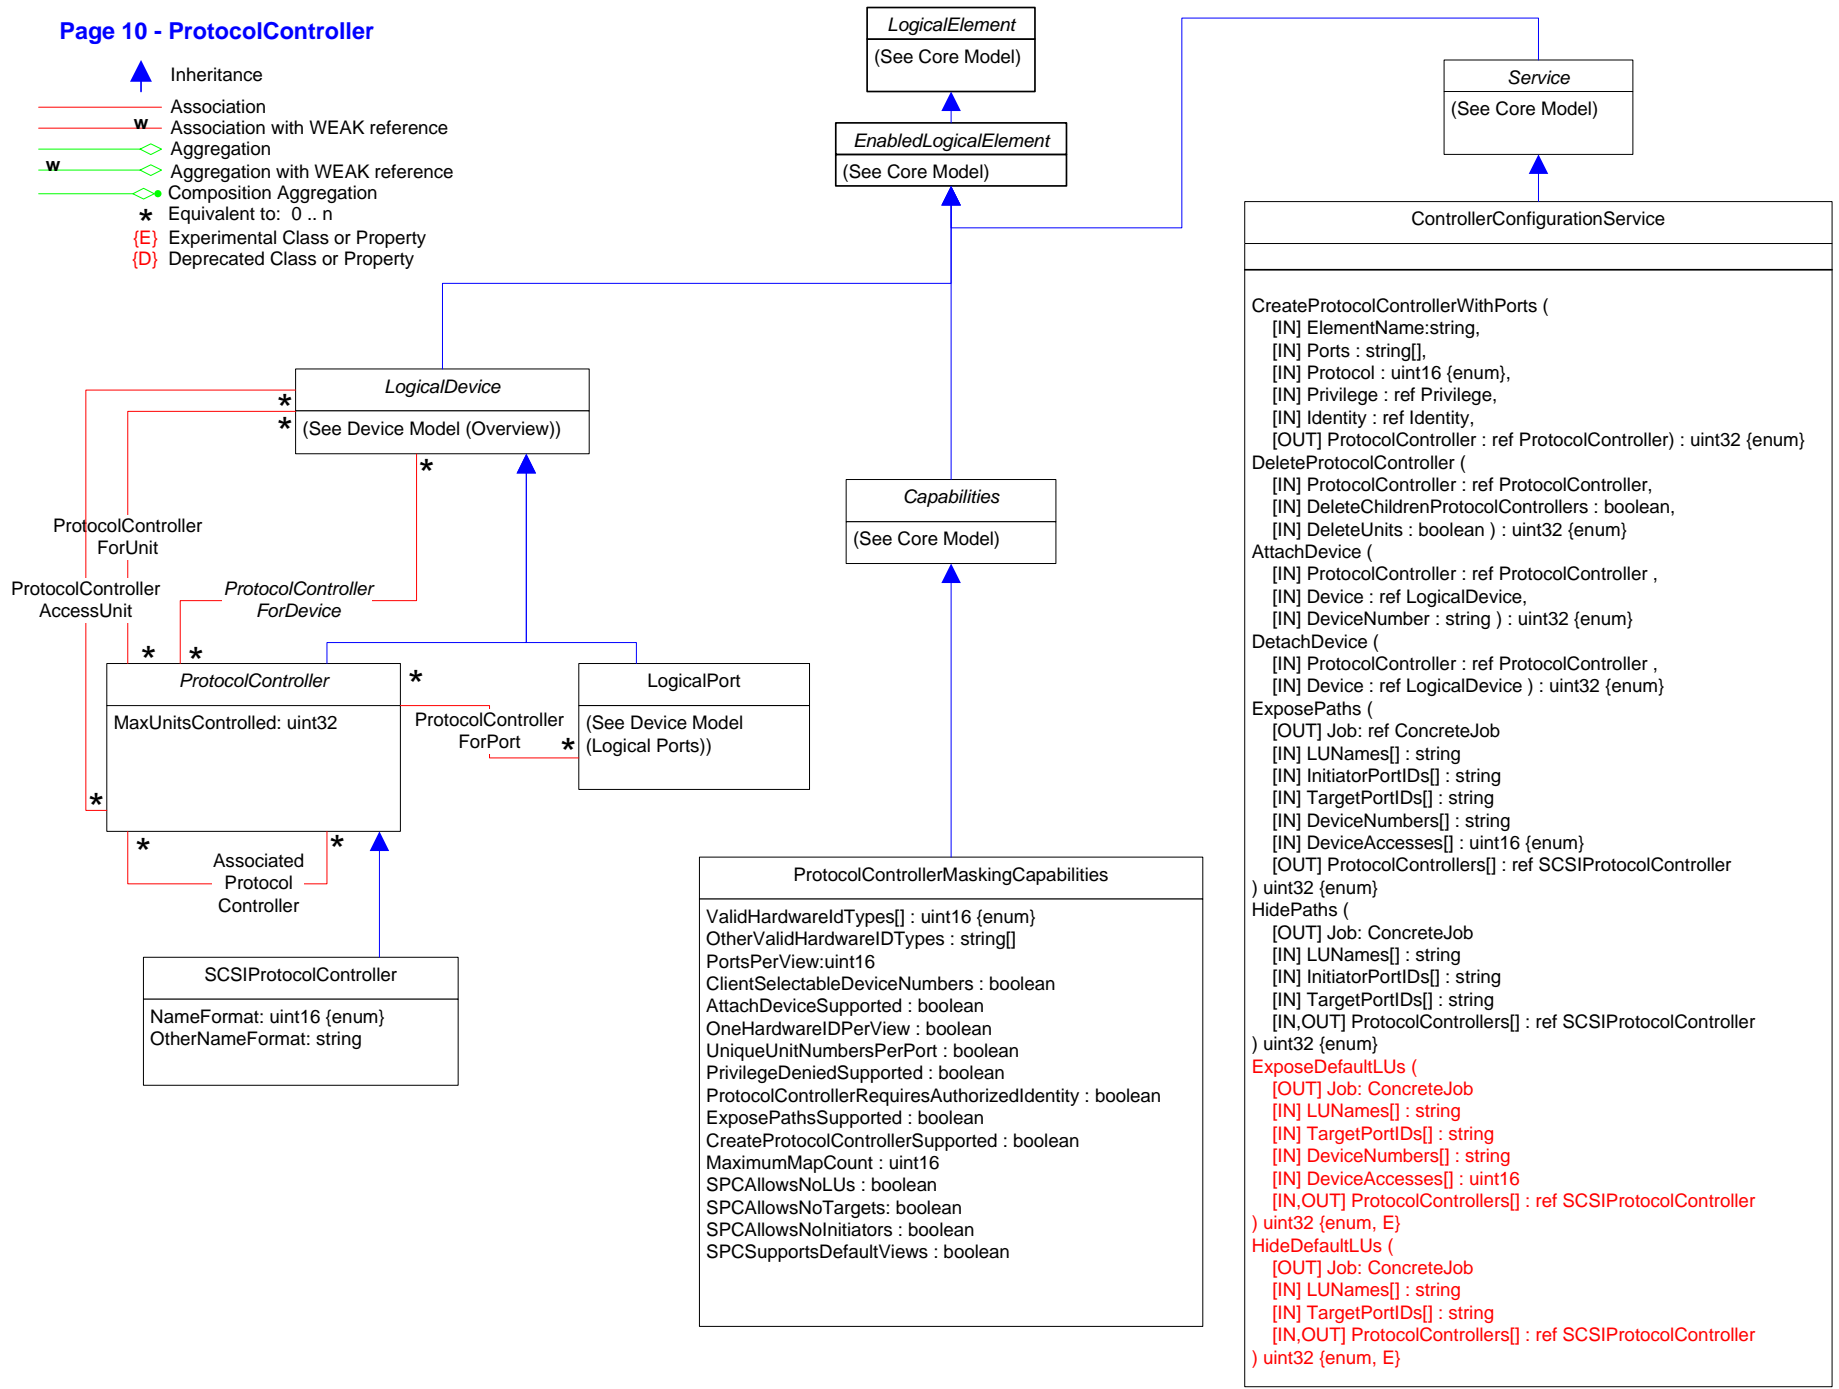 Page 10 - ProtocolController
Inheritance
Association
w
Association with WEAK reference
Aggregation
w
Aggregation with WEAK reference
Composition Aggregation
* Equivalent to: 0 .. n
{E} Experimental Class or Property
{D} Deprecated Class or Property
LogicalElement
(See Core Model)
EnabledLogicalElement
(See Core Model)
Service
(See Core Model)
ControllerConfigurationService
CreateProtocolControllerWithPorts (
[IN] ElementName:string,
[IN] Ports : string[],
[IN] Protocol : uint16 {enum},
[IN] Privilege : ref Privilege,
[IN] Identity : ref Identity,
[OUT] ProtocolController : ref ProtocolController) : uint32 {enum}
DeleteProtocolController (
[IN] ProtocolController : ref ProtocolController,
[IN] DeleteChildrenProtocolControllers : boolean,
[IN] DeleteUnits : boolean ) : uint32 {enum}
AttachDevice (
[IN] ProtocolController : ref ProtocolController ,
[IN] Device : ref LogicalDevice,
[IN] DeviceNumber : string ) : uint32 {enum}
DetachDevice (
[IN] ProtocolController : ref ProtocolController ,
[IN] Device : ref LogicalDevice ) : uint32 {enum}
ExposePaths (
[OUT] Job: ref ConcreteJob
[IN] LUNames[] : string
[IN] InitiatorPortIDs[] : string
[IN] TargetPortIDs[] : string
[IN] DeviceNumbers[] : string
[IN] DeviceAccesses[] : uint16 {enum}
[OUT] ProtocolControllers[] : ref SCSIProtocolController
) uint32 {enum}
HidePaths (
[OUT] Job: ConcreteJob
[IN] LUNames[] : string
[IN] InitiatorPortIDs[] : string
[IN] TargetPortIDs[] : string
[IN,OUT] ProtocolControllers[] : ref SCSIProtocolController
) uint32 {enum}
ExposeDefaultLUs (
[OUT] Job: ConcreteJob
[IN] LUNames[] : string
[IN] TargetPortIDs[] : string
[IN] DeviceNumbers[] : string
[IN] DeviceAccesses[] : uint16
[IN,OUT] ProtocolControllers[] : ref SCSIProtocolController
) uint32 {enum, E}
HideDefaultLUs (
[OUT] Job: ConcreteJob
[IN] LUNames[] : string
[IN] TargetPortIDs[] : string
[IN,OUT] ProtocolControllers[] : ref SCSIProtocolController
) uint32 {enum, E}
LogicalDevice
(See Device Model (Overview))
*
*
*
ProtocolController
ForUnit
ProtocolController
AccessUnit
ProtocolController
ForDevice
*
*
*
ProtocolController
MaxUnitsControlled: uint32
*
ProtocolController
ForPort
*
LogicalPort
(See Device Model
(Logical Ports))
*
*
Associated
Protocol
Controller
SCSIProtocolController
NameFormat: uint16 {enum}
OtherNameFormat: string
Capabilities
(See Core Model)
ProtocolControllerMaskingCapabilities
ValidHardwareIdTypes[] : uint16 {enum}
OtherValidHardwareIDTypes : string[]
PortsPerView:uint16
ClientSelectableDeviceNumbers : boolean
AttachDeviceSupported : boolean
OneHardwareIDPerView : boolean
UniqueUnitNumbersPerPort : boolean
PrivilegeDeniedSupported : boolean
ProtocolControllerRequiresAuthorizedIdentity : boolean
ExposePathsSupported : boolean
CreateProtocolControllerSupported : boolean
MaximumMapCount : uint16
SPCAllowsNoLUs : boolean
SPCAllowsNoTargets: boolean
SPCAllowsNoInitiators : boolean
SPCSupportsDefaultViews : boolean